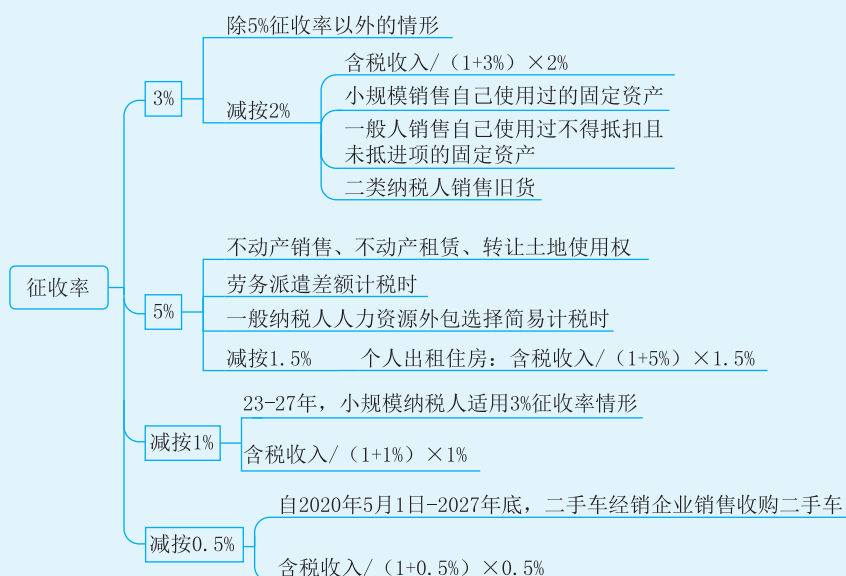 征收率
3%
除5%征收率以外的情形
减按2%
含税收入/（1+3%）×2%
小规模销售自己使用过的固定资产
一般人销售自己使用过不得抵扣且
未抵进项的固定资产
二类纳税人销售旧货
5%
不动产销售、不动产租赁、转让土地使用权
劳务派遣差额计税时
一般纳税人人力资源外包选择简易计税时
减按1.5% 个人出租住房：含税收入/（1+5%）×1.5%
减按1%
23-27年，小规模纳税人适用3%征收率情形
含税收入/（1+1%）×1%
减按0.5%
自2020年5月1日-2027年底，二手车经销企业销售收购二手车
含税收入/（1+0.5%）×0.5%